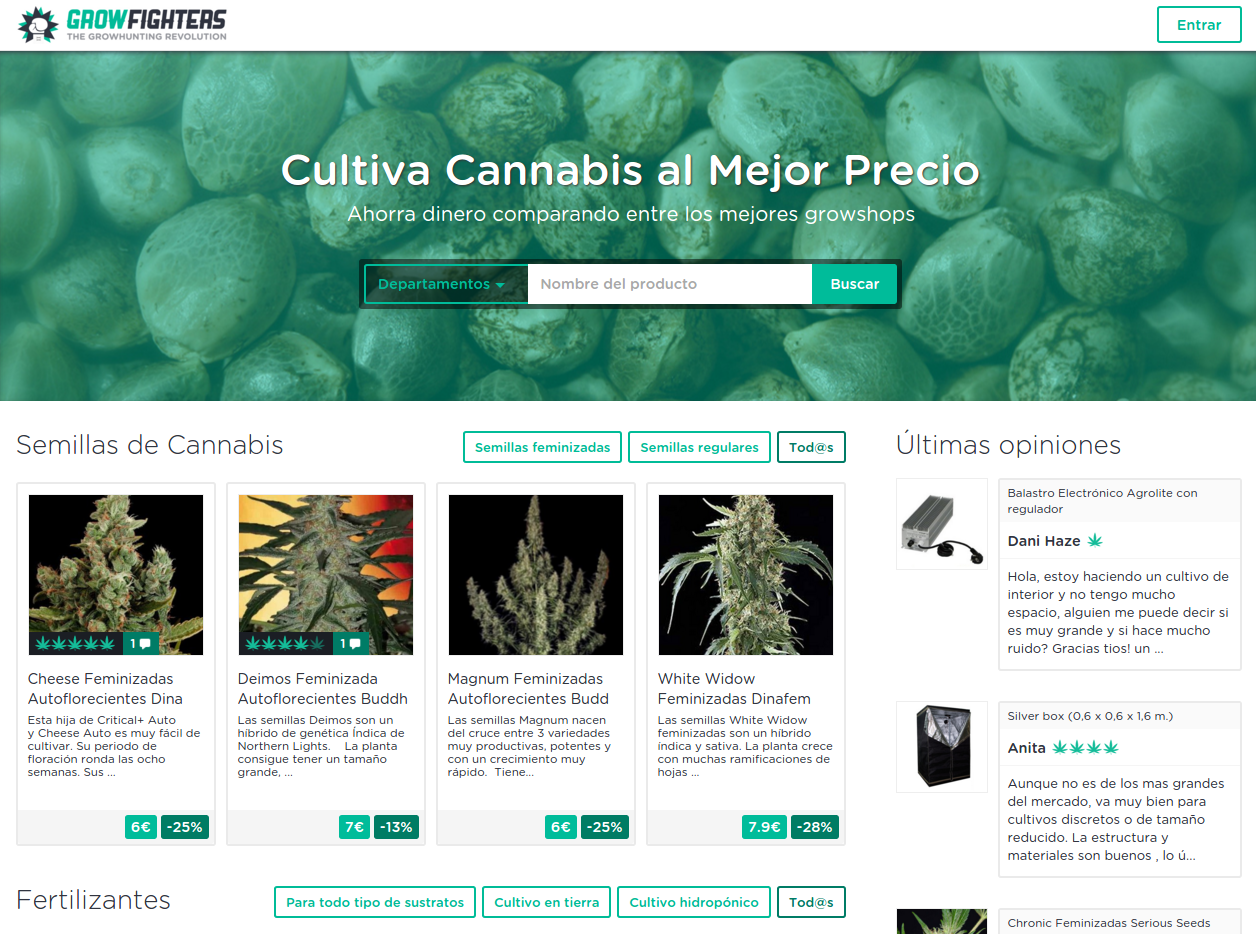 GROWFIGHTERS
THE GROWHUNTING REVOLUTION
Entrar
Cultiva Cannabis al Mejor Precio
Ahorra dinero comparando entre los mejores growshops
Departamentos
Nombre del producto
Buscar
Semillas de Cannabis
Semillas feminizadas
Semillas regulares
Tod@s
1
Cheese Feminizadas
Autoflorecientes Dina
Esta hija de Critical+ Auto
y Cheese Auto es muy fácil de
cultivar. Su periodo de
floración ronda las ocho
semanas. Sus ...
6€ -25%
1
Deimos Feminizada
Autoflorecientes Buddh
Las semillas Deimos son un
híbrido de genética Índica de
Northern Lights. La planta
consigue tener un tamaño
grande, ...
7€ -13%
Magnum Feminizadas
Autoflorecientes Budd
Las semillas Magnum nacen
del cruce entre 3 variedades
muy productivas, potentes y
con un crecimiento muy
rápido. Tiene...
6€ -25%
White Widow
Feminizadas Dinafem
Las semillas White Widow
feminizadas son un híbrido
índica y sativa. La planta crece
con muchas ramificaciones de
hojas ...
7.9€ -28%
Fertilizantes
Para todo tipo de sustratos
Cultivo en tierra
Cultivo hidropónico
Tod@s
Últimas opiniones
Balastro Electrónico Agrolite con
regulador
Dani Haze
Hola, estoy haciendo un cultivo de
interior y no tengo mucho
espacio, alguien me puede decir si
es muy grande y si hace mucho
ruido? Gracias tios! un ...
Silver box (0,6 x 0,6 x 1,6 m.)
Anita
Aunque no es de los mas grandes
del mercado, va muy bien para
cultivos discretos o de tamaño
reducido. La estructura y
materiales son buenos , lo ú...
Chronic Feminizadas Serious Seeds